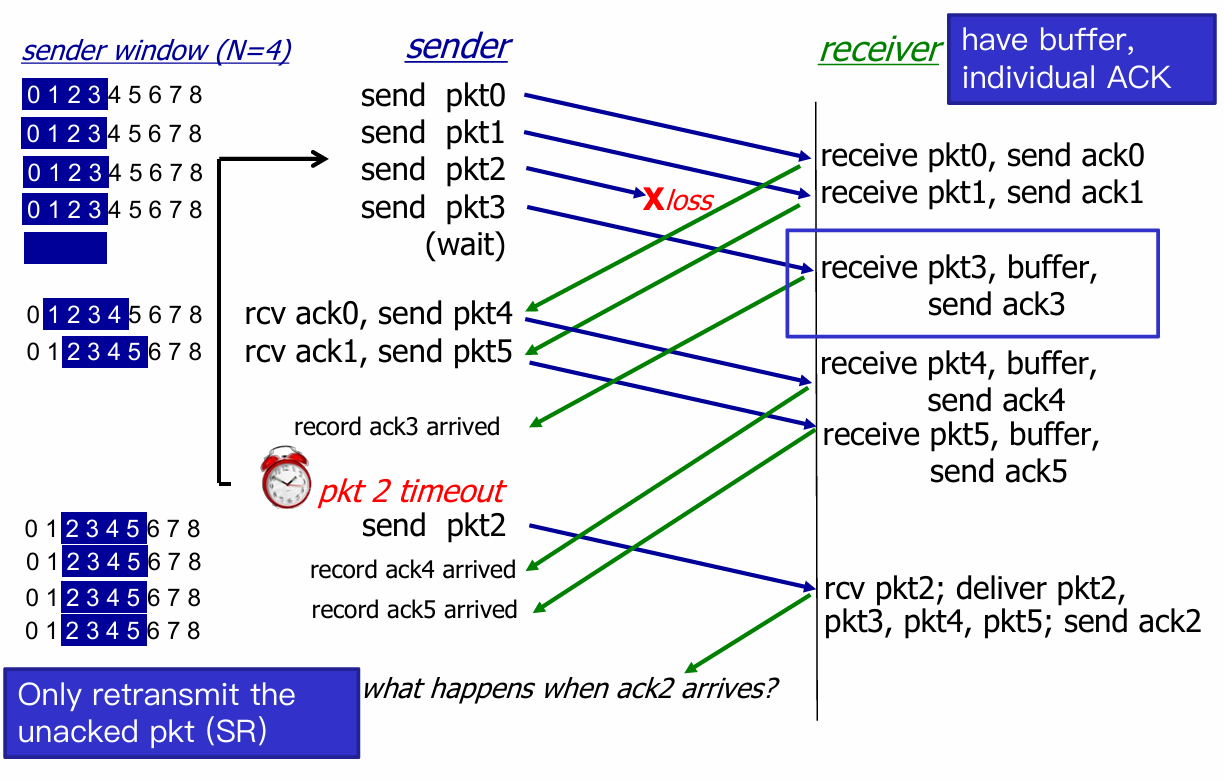 sender window (N=4)
sender
receiver
have buffer,
individual ACK
0 1 2 3 4 5 6 7 8
send pkt0
0 1 2 3 4 5 6 7 8
send pkt1
0 1 2 3 4 5 6 7 8
send pkt2
0 1 2 3 4 5 6 7 8
send pkt3
(wait)
X loss
receive pkt0, send ack0
receive pkt1, send ack1
receive pkt3, buffer,
send ack3
0 1 2 3 4 5 6 7 8
rcv ack0, send pkt4
0 1 2 3 4 5 6 7 8
rcv ack1, send pkt5
receive pkt4, buffer,
send ack4
receive pkt5, buffer,
send ack5
record ack3 arrived
pkt 2 timeout
0 1 2 3 4 5 6 7 8
send pkt2
0 1 2 3 4 5 6 7 8
record ack4 arrived
0 1 2 3 4 5 6 7 8
record ack5 arrived
0 1 2 3 4 5 6 7 8
rcv pkt2; deliver pkt2,
pkt3, pkt4, pkt5; send ack2
what happens when ack2 arrives?
Only retransmit the
unacked pkt (SR)